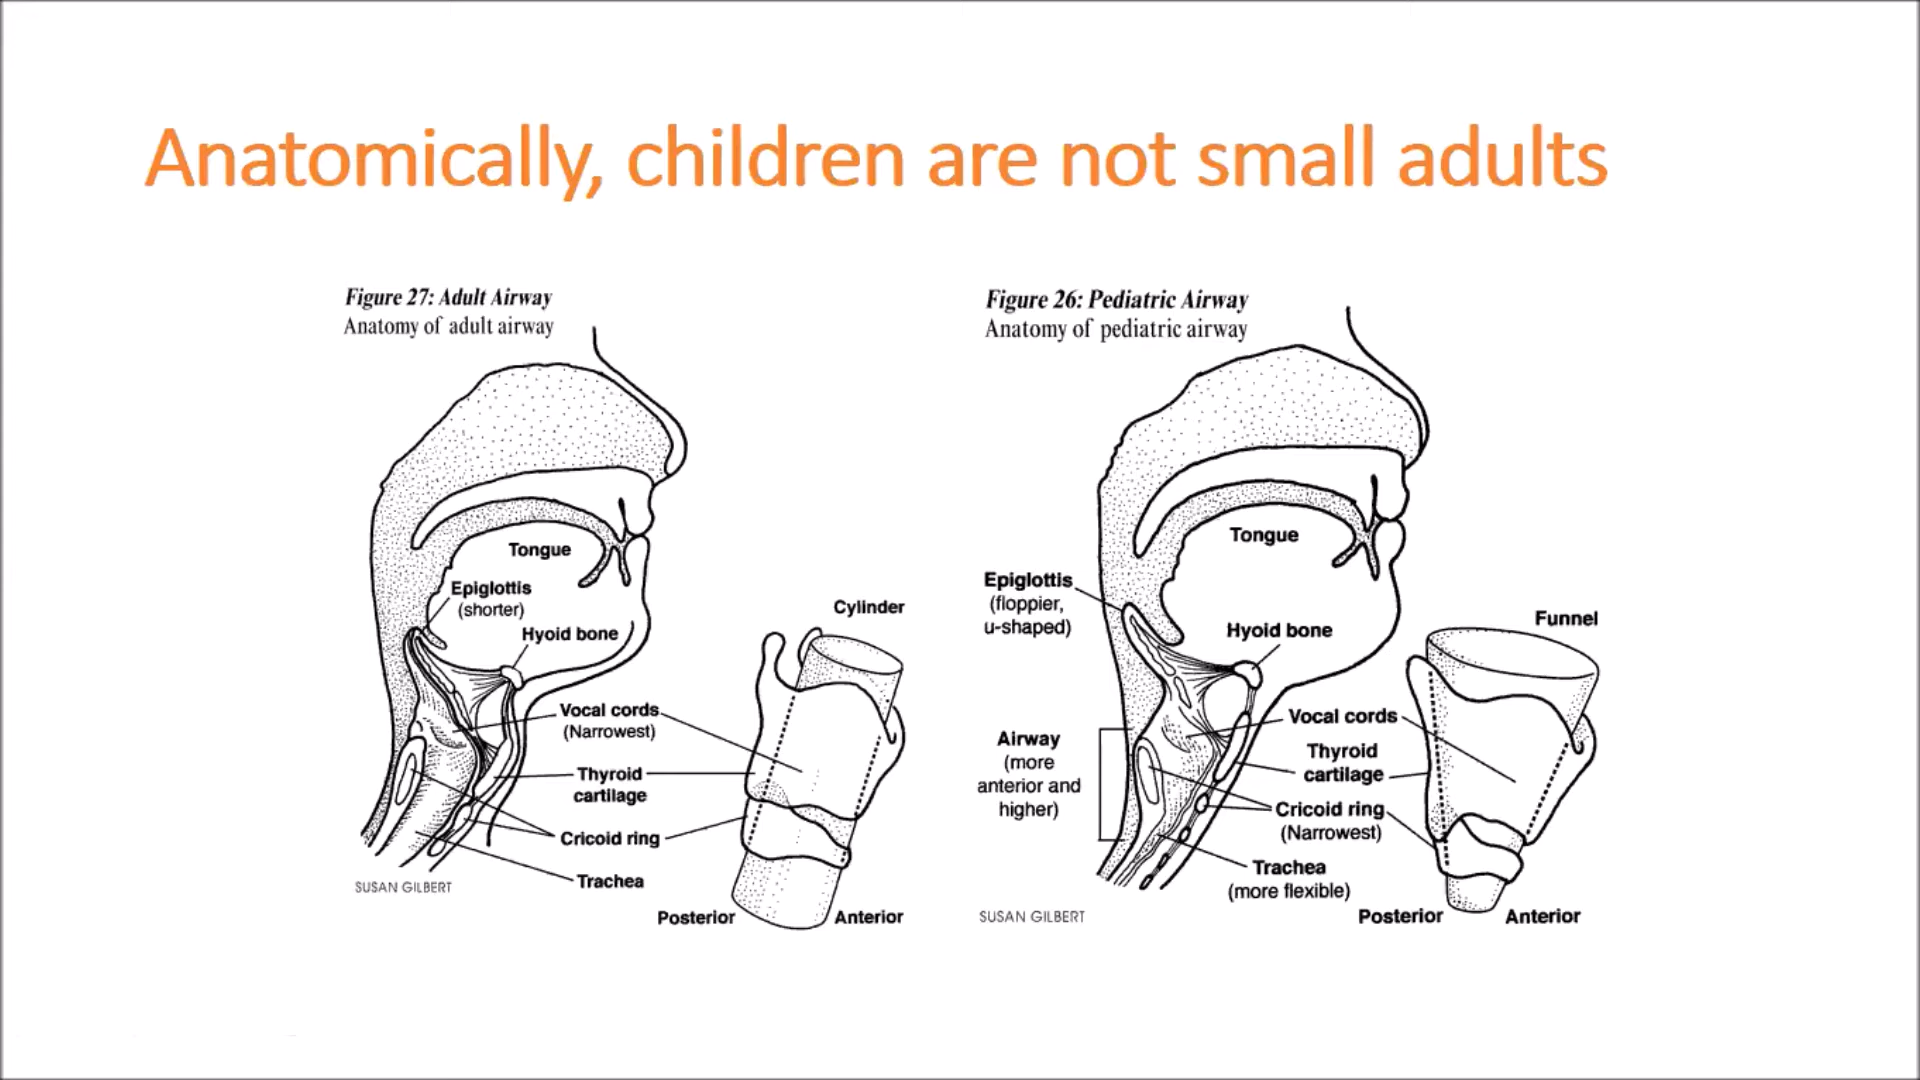 Anatomically, children are not small adults
Figure 27: Adult Airway
Anatomy of adult airway
Tongue
Epiglottis
(shorter)
Hyoid bone
Cylinder
Vocal cords
(Narrowest)
Thyroid
cartilage
Cricoid ring
Trachea
SUSAN GILBERT
Posterior
Anterior
Figure 26: Pediatric Airway
Anatomy of pediatric airway
Tongue
Epiglottis
(floppier,
u-shaped)
Hyoid bone
Funnel
Vocal cords
Airway
(more
anterior and
higher)
Thyroid
cartilage
Cricoid ring
(Narrowest)
Trachea
(more flexible)
SUSAN GILBERT
Posterior
Anterior